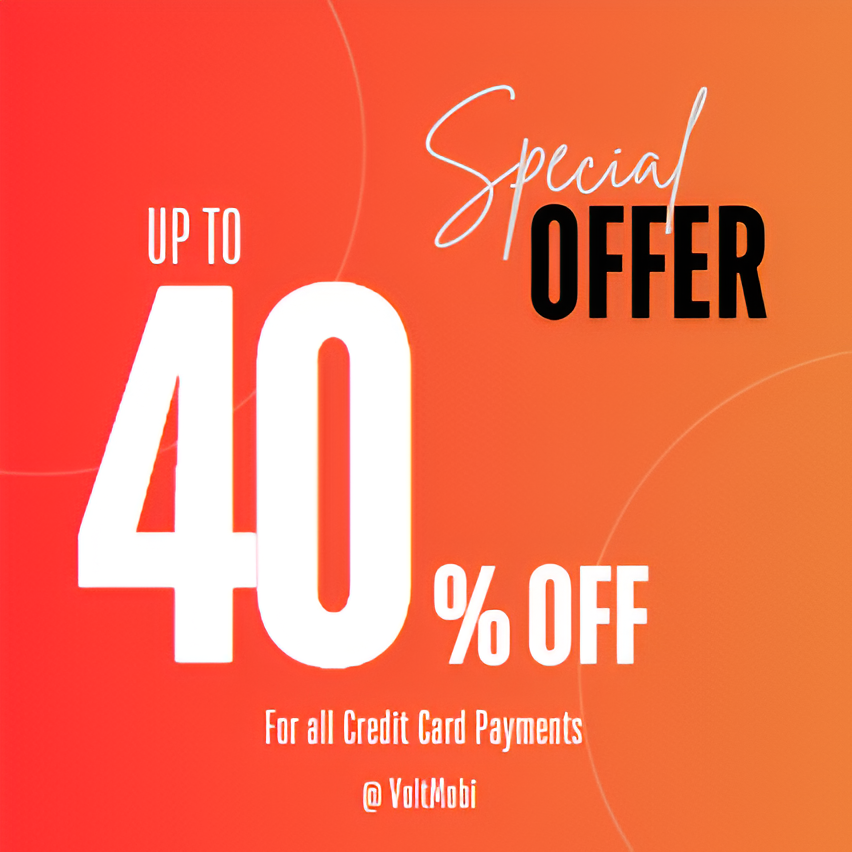 Special
OFFER
UP TO
40
% OFF
For all Credit Card Payments
@ VoltMobi